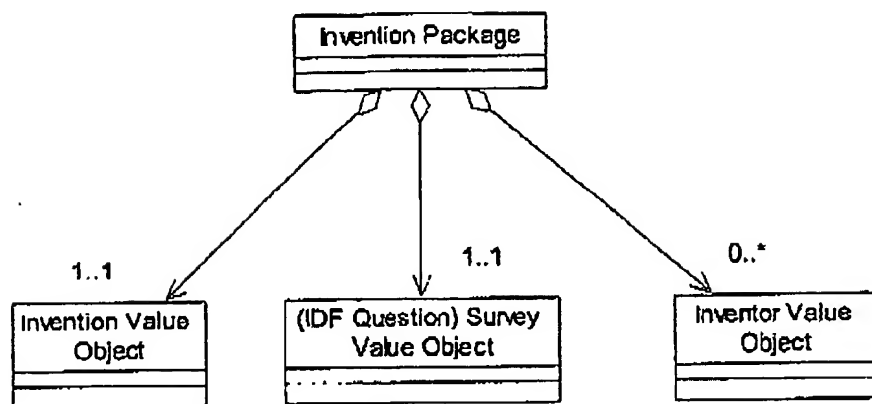 Invention Package
1..1
1..1
0..*
Invention Value
Object
(IDF Question) Survey
Value Object
Inventor Value
Object